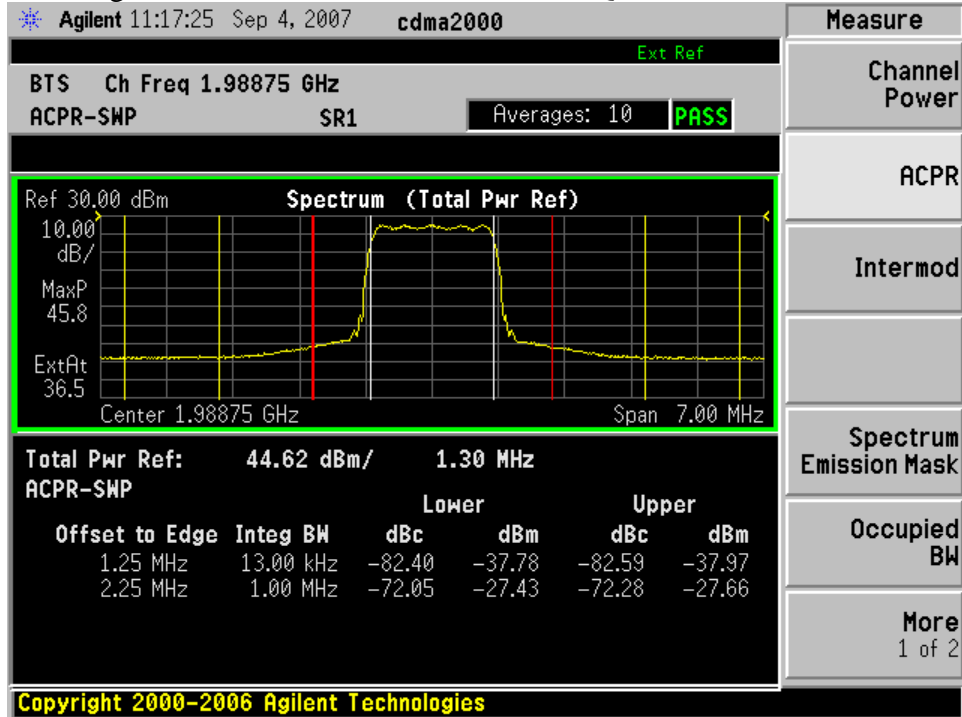 Agilent 11:17:25 Sep 4, 2007 cdma2000
Measure
Ext Ref
BTS Ch Freq 1.98875 GHz
ACPR-SWP SR1 Averages: 10 PASS
Channel
Power
ACPR
Intermod
Spectrum
Emission Mask
Occupied
BW
More
1 of 2
Ref 30.00 dBm Spectrum (Total Pwr Ref)
10.00
dB/
MaxP
45.8
ExtAt
36.5
Center 1.98875 GHz Span 7.00 MHz
Total Pwr Ref: 44.62 dBm/ 1.30 MHz
ACPR-SWP
Lower Upper
Offset to Edge Integ BW dBc dBm dBc dBm
1.25 MHz 13.00 kHz -82.40 -37.78 -82.59 -37.97
2.25 MHz 1.00 MHz -72.05 -27.43 -72.28 -27.66
Copyright 2000-2006 Agilent Technologies